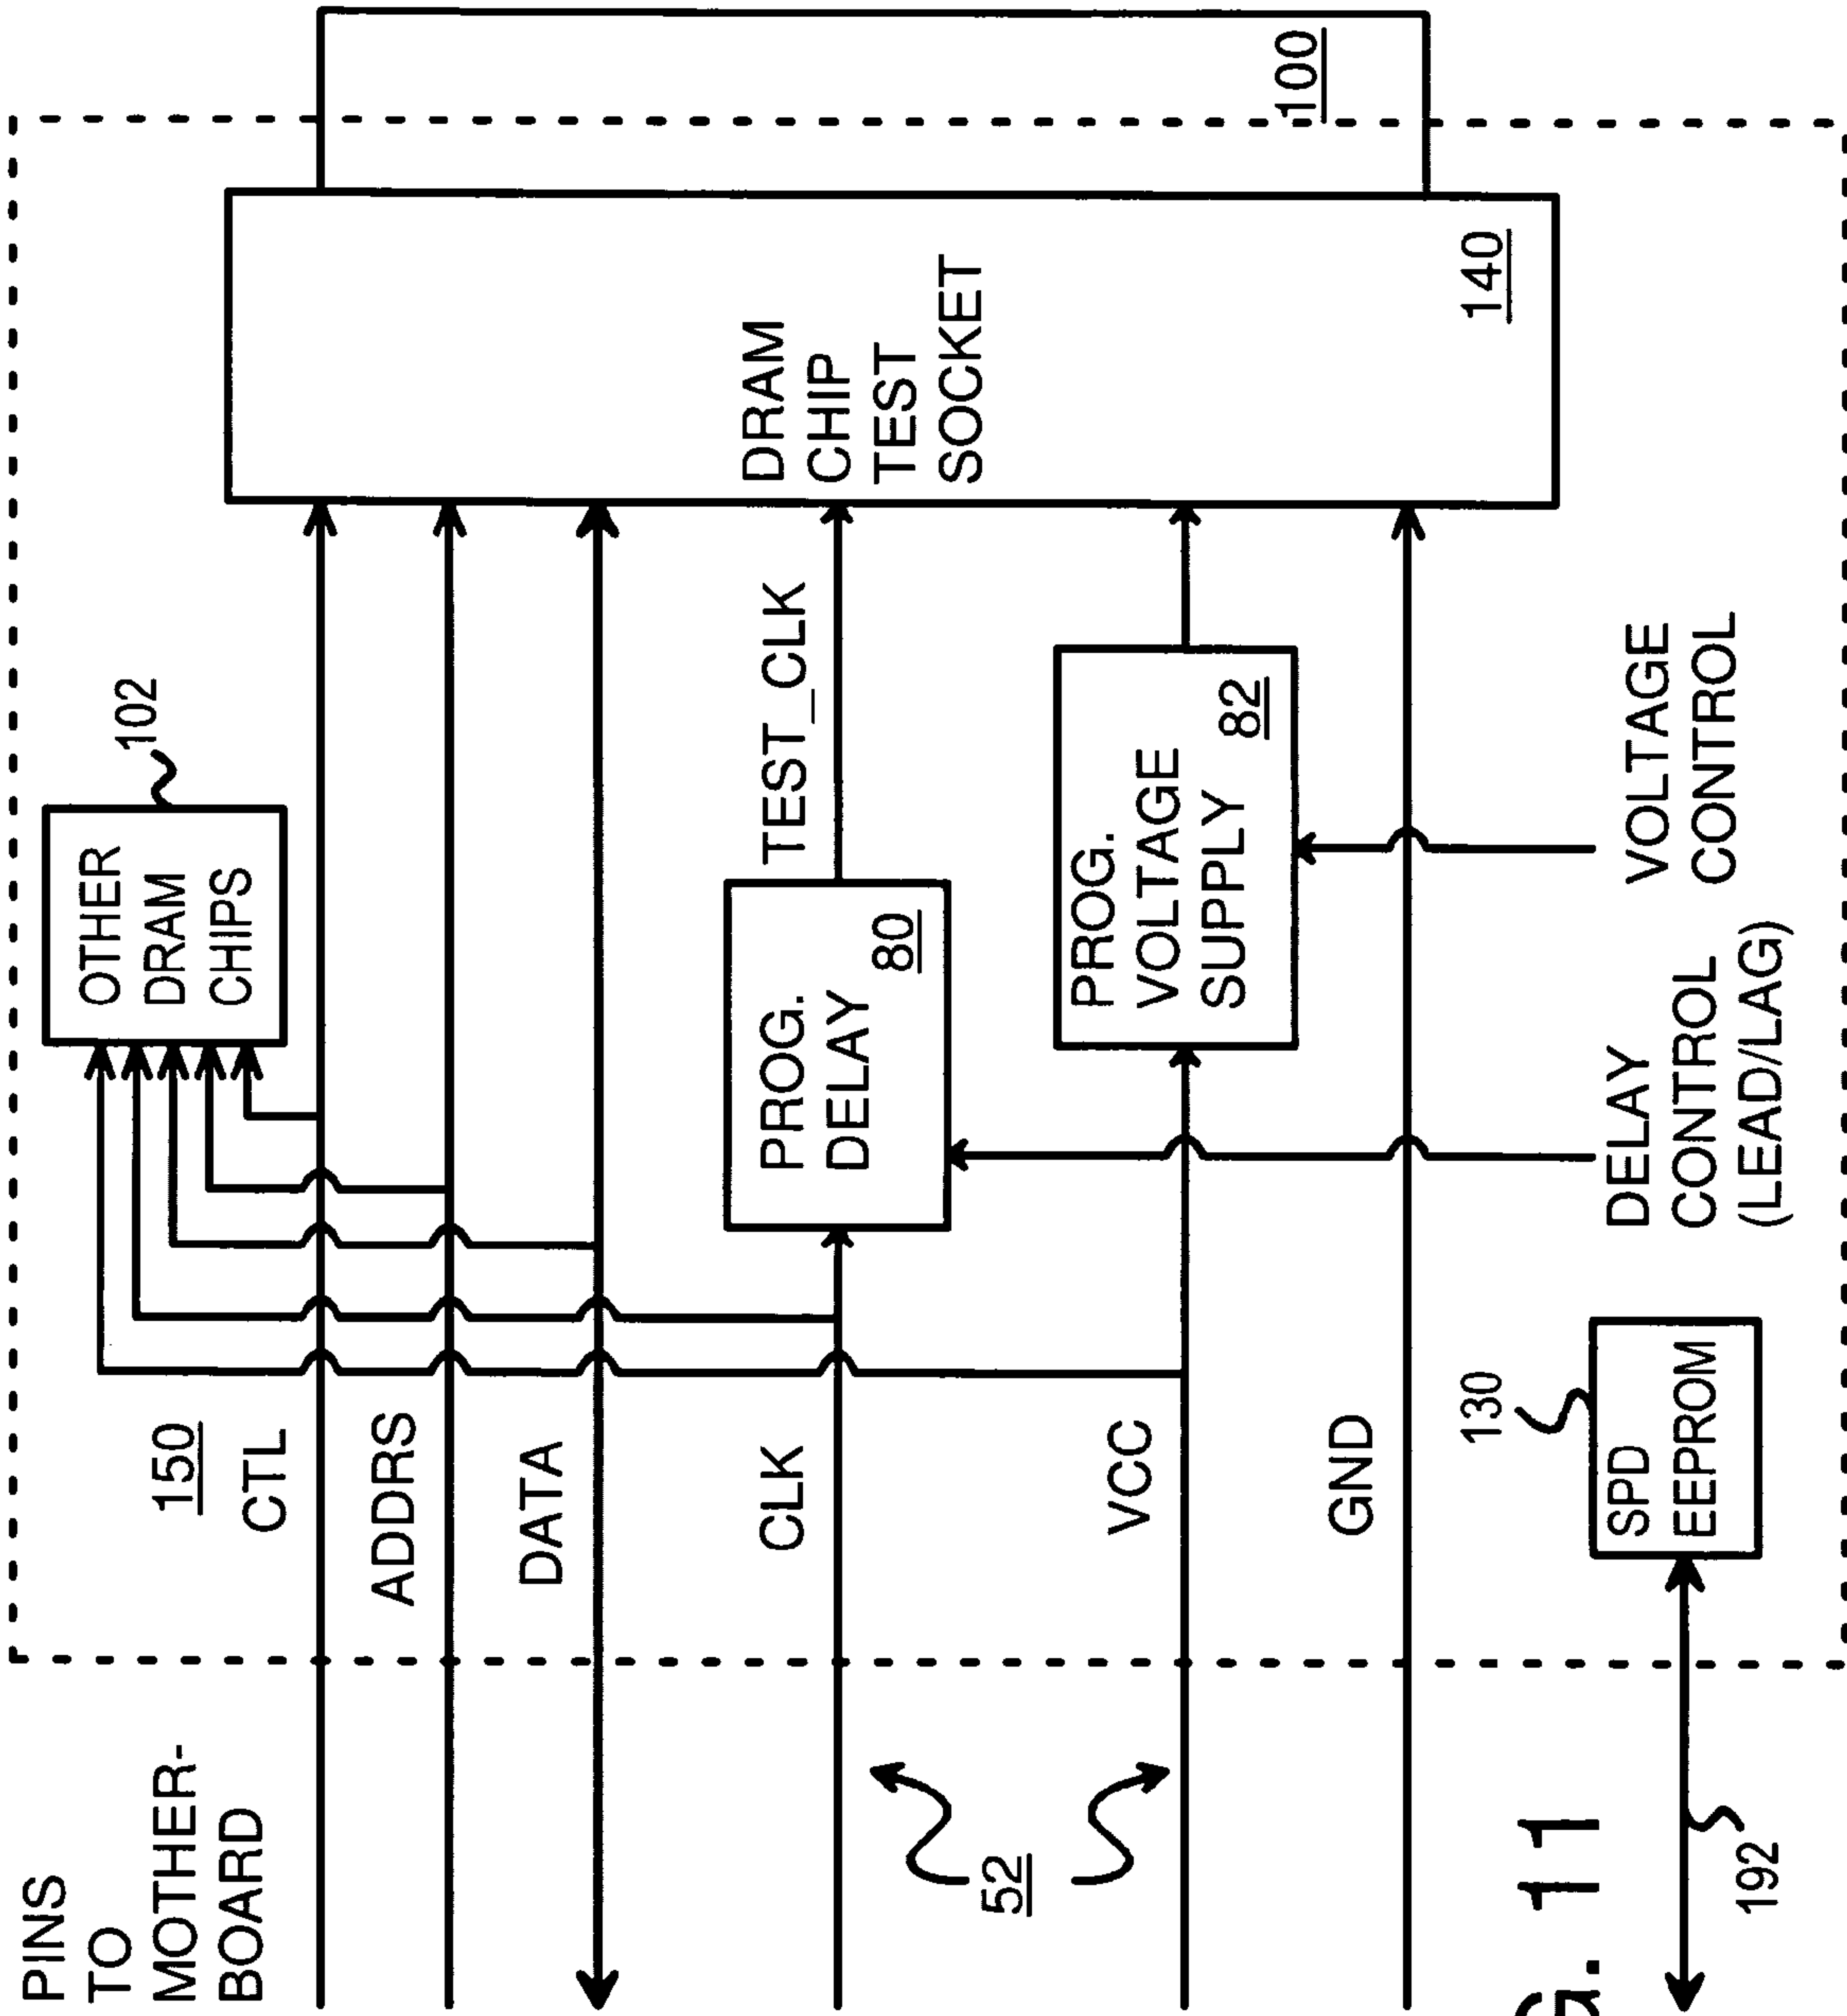 PINS
TO
MOTHER-
BOARD
150
CTL
ADDRS
DATA
CLK
VCC
GND
52
OTHER
DRAM
CHIPS
102
PROG.
DELAY
80
TEST_CLK
PROG.
VOLTAGE
SUPPLY
82
DRAM
CHIP
TEST
SOCKET
140
100
SPD
EEPROM
130
192
DELAY
CONTROL
(LEAD/LAG)
VOLTAGE
CONTROL
G. 11